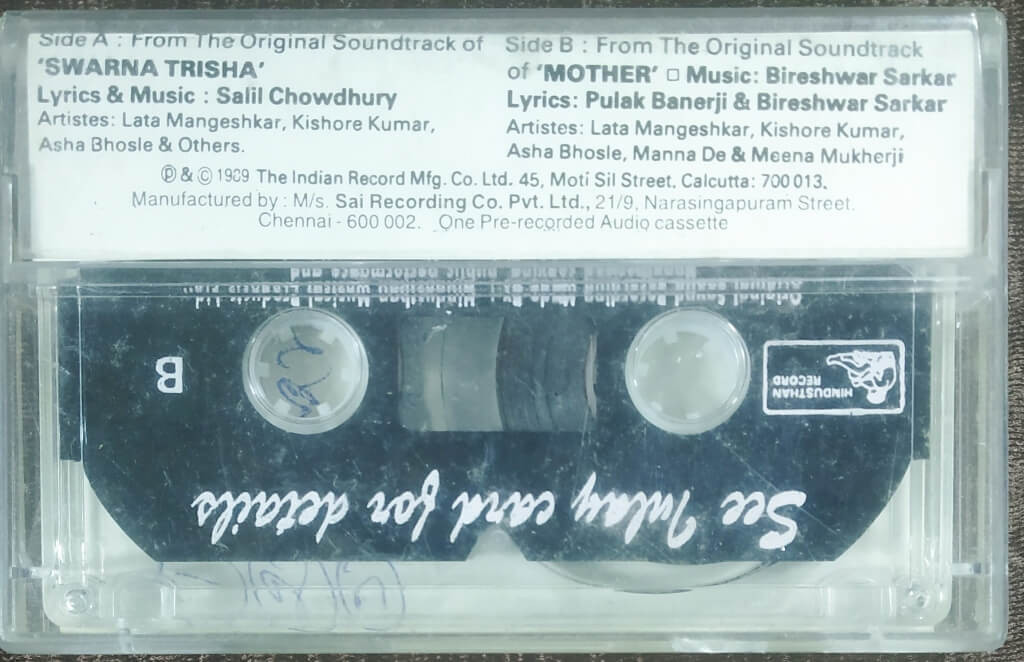 Side A : From The Original Soundtrack of
'SWARNA TRISHA'
Lyrics & Music : Salil Chowdhury
Artistes: Lata Mangeshkar, Kishore Kumar,
Asha Bhosle & Others.
Side B : From The Original Soundtrack
of 'MOTHER' □ Music: Bireshwar Sarkar
Lyrics: Pulak Banerji & Bireshwar Sarkar
Artistes: Lata Mangeshkar, Kishore Kumar,
Asha Bhosle, Manna De & Meena Mukherji
℗ & © 1989 The Indian Record Mfg. Co. Ltd. 45, Moti Sil Street. Calcutta: 700 013.
Manufactured by : M/s. Sai Recording Co. Pvt. Ltd., 21/9, Narasingapuram Street.
Chennai - 600 002. One Pre-recorded Audio cassette
B
HINDUSTHAN
RECORD
See Inlay card for details